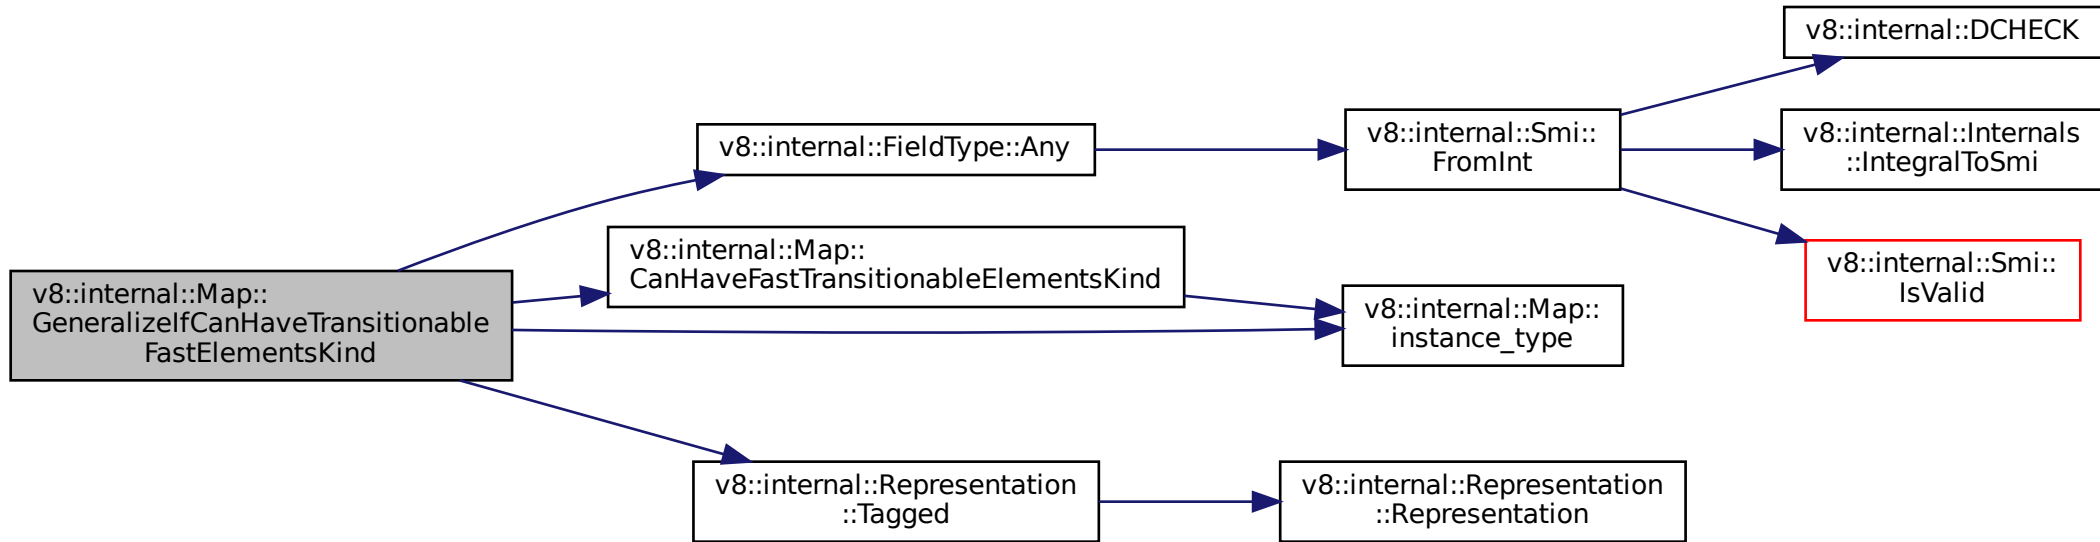 v8::internal::Map::
GeneralizeIfCanHaveTransitionable
FastElementsKind
v8::internal::FieldType::Any
v8::internal::Map::
CanHaveFastTransitionableElementsKind
v8::internal::Representation
::Tagged
v8::internal::Smi::
FromInt
v8::internal::Map::
instance_type
v8::internal::Representation
::Representation
v8::internal::DCHECK
v8::internal::Internals
::IntegralToSmi
v8::internal::Smi::
IsValid